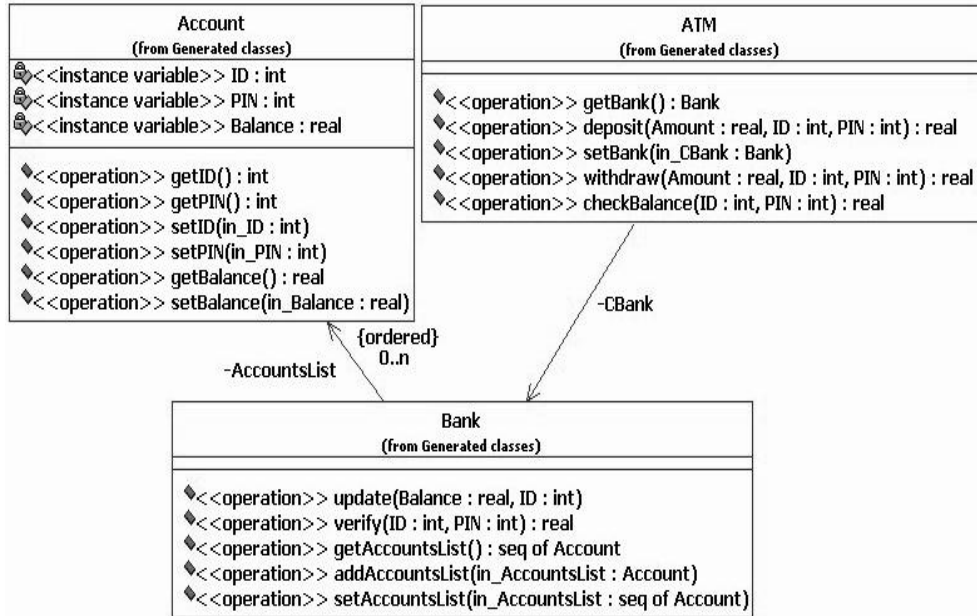 Account
(from Generated classes)
<<instance variable>> ID : int
<<instance variable>> PIN : int
<<instance variable>> Balance : real
<<operation>> getID() : int
<<operation>> getPIN() : int
<<operation>> setID(in_ID : int)
<<operation>> setPIN(in_PIN : int)
<<operation>> getBalance() : real
<<operation>> setBalance(in_Balance : real)
ATM
(from Generated classes)
<<operation>> getBank() : Bank
<<operation>> deposit(Amount : real, ID : int, PIN : int) : real
<<operation>> setBank(in_CBank : Bank)
<<operation>> withdraw(Amount : real, ID : int, PIN : int) : real
<<operation>> checkBalance(ID : int, PIN : int) : real
-CBank
{ordered}
0..n
-AccountsList
Bank
(from Generated classes)
<<operation>> update(Balance : real, ID : int)
<<operation>> verify(ID : int, PIN : int) : real
<<operation>> getAccountsList() : seq of Account
<<operation>> addAccountsList(in_AccountsList : Account)
<<operation>> setAccountsList(in_AccountsList : seq of Account)